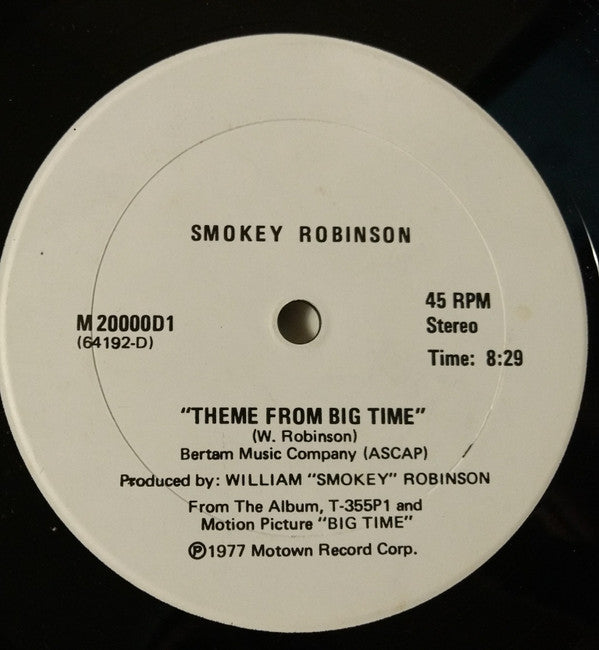 SMOKEY ROBINSON
M 20000D1
(64192-D)
45 RPM
Stereo
Time: 8:29
"THEME FROM BIG TIME"
(W. Robinson)
Bertam Music Company (ASCAP)
Produced by: WILLIAM "SMOKEY" ROBINSON
From The Album, T-355P1 and
Motion Picture "BIG TIME"
Ⓟ1977 Motown Record Corp.